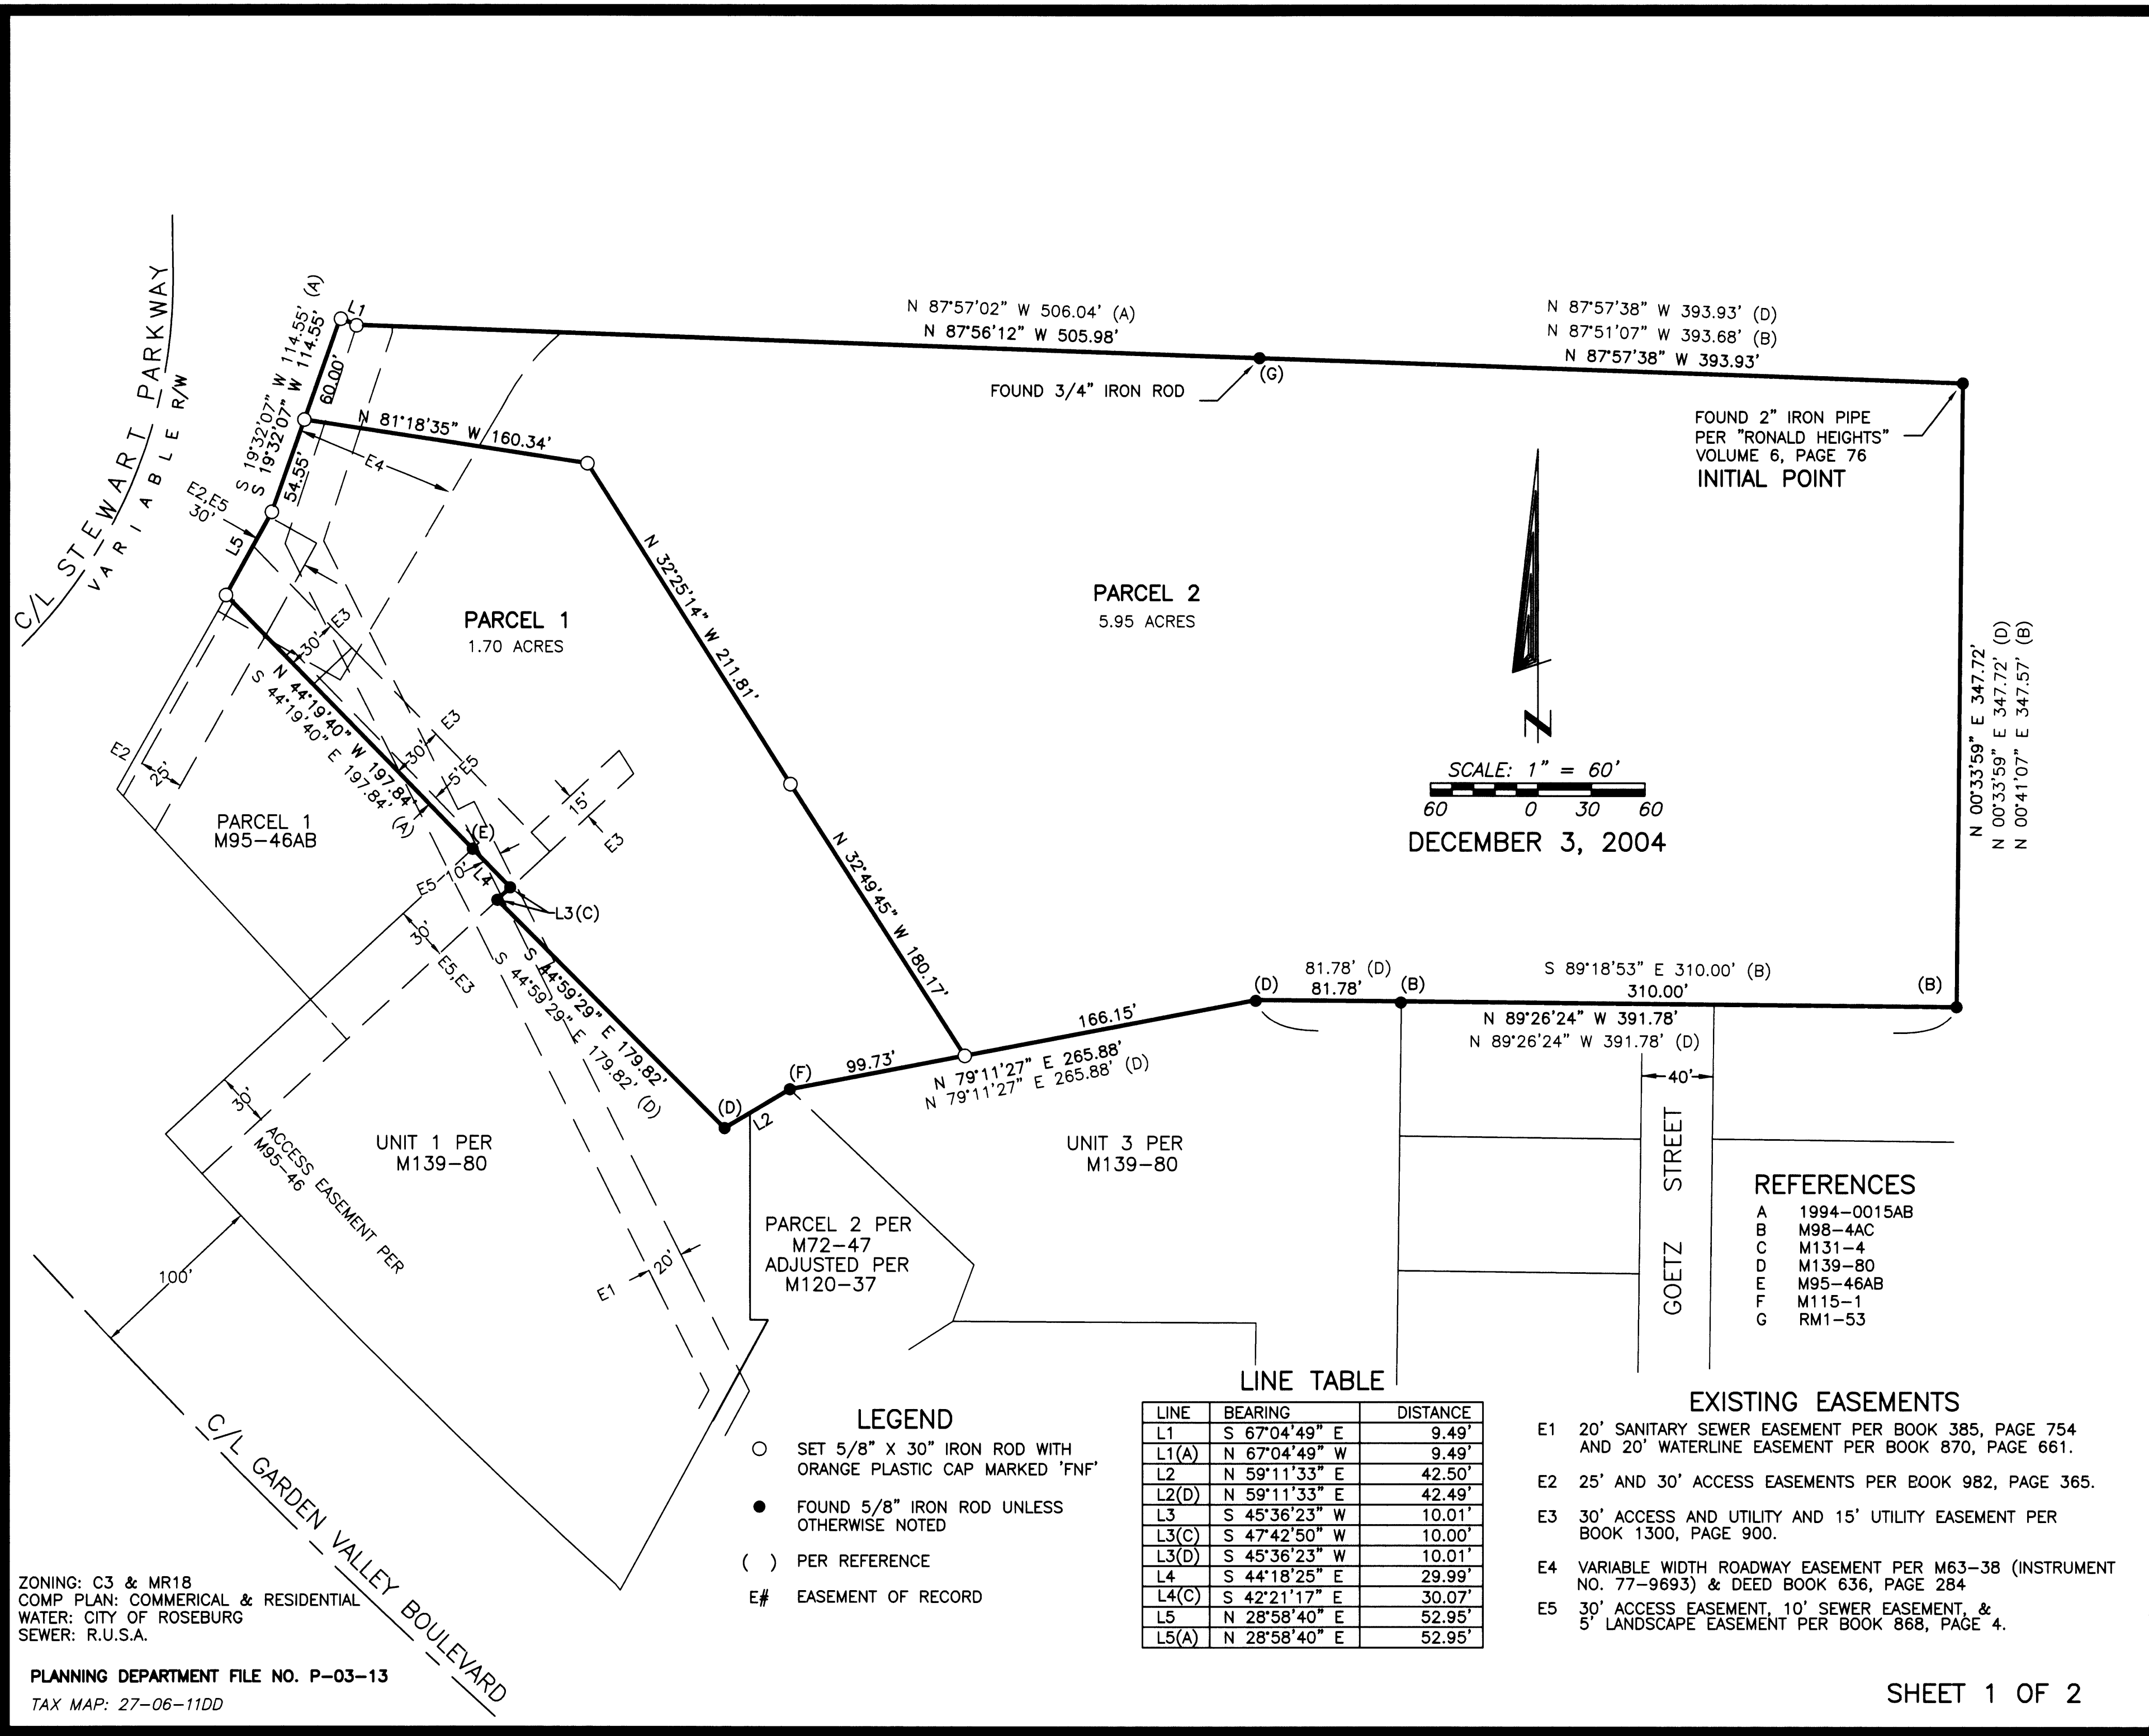 N 87°57'02" W 506.04' (A)
N 87°56'12" W 505.98'
N 87°57'38" W 393.93' (D)
N 87°51'07" W 393.68' (B)
N 87°57'38" W 393.93'
FOUND 3/4" IRON ROD
(G)
FOUND 2" IRON PIPE
PER "RONALD HEIGHTS"
VOLUME 6, PAGE 76
INITIAL POINT
C/L STEWART PARKWAY
VARIABLE R/W
S 19°32'07" W 114.55' (A)
S 19°32'07" W 114.55'
L1
60.00'
54.55'
N 81°18'35" W 160.34'
E4
E2,E5
30'
L5
N 32°25'14" W 211.81'
PARCEL 1
1.70 ACRES
PARCEL 2
5.95 ACRES
N 00°33'59" E 347.72'
N 00°33'59" E 347.72' (D)
N 00°41'07" E 347.57' (B)
E3
30'
N 44°19'40" W 197.84'
S 44°19'40" E 197.84' (A)
E3
30'
5'
E5
E2
25'
PARCEL 1
M95-46AB
15'
E3
(E)
E5
10'
L4
L3(C)
30'
E5,E3
N
SCALE: 1" = 60'
60 0 30 60
DECEMBER 3, 2004
N 32°49'45" W 180.17'
S 44°59'29" E 179.82'
S 44°59'29" E 179.82' (D)
81.78' (D)
81.78'
(D)
(B)
S 89°18'53" E 310.00' (B)
310.00'
(B)
N 89°26'24" W 391.78'
N 89°26'24" W 391.78' (D)
166.15'
99.73'
N 79°11'27" E 265.88'
N 79°11'27" E 265.88' (D)
(F)
(D)
L2
40'
GOETZ STREET
30'
ACCESS EASEMENT PER
M95-46
UNIT 1 PER
M139-80
UNIT 3 PER
M139-80
PARCEL 2 PER
M72-47
ADJUSTED PER
M120-37
E1
20'
100'
C/L GARDEN VALLEY BOULEVARD
REFERENCES
A 1994-0015AB
B M98-4AC
C M131-4
D M139-80
E M95-46AB
F M115-1
G RM1-53
LEGEND
SET 5/8" X 30" IRON ROD WITH
ORANGE PLASTIC CAP MARKED 'FNF'
FOUND 5/8" IRON ROD UNLESS
OTHERWISE NOTED
( ) PER REFERENCE
E# EASEMENT OF RECORD
LINE TABLE
LINE BEARING DISTANCE
L1 S 67°04'49" E 9.49'
L1(A) N 67°04'49" W 9.49'
L2 N 59°11'33" E 42.50'
L2(D) N 59°11'33" E 42.49'
L3 S 45°36'23" W 10.01'
L3(C) S 47°42'50" W 10.00'
L3(D) S 45°36'23" W 10.01'
L4 S 44°18'25" E 29.99'
L4(C) S 42°21'17" E 30.07'
L5 N 28°58'40" E 52.95'
L5(A) N 28°58'40" E 52.95'
EXISTING EASEMENTS
E1 20' SANITARY SEWER EASEMENT PER BOOK 385, PAGE 754
AND 20' WATERLINE EASEMENT PER BOOK 870, PAGE 661.
E2 25' AND 30' ACCESS EASEMENTS PER BOOK 982, PAGE 365.
E3 30' ACCESS AND UTILITY AND 15' UTILITY EASEMENT PER
BOOK 1300, PAGE 900.
E4 VARIABLE WIDTH ROADWAY EASEMENT PER M63-38 (INSTRUMENT
NO. 77-9693) & DEED BOOK 636, PAGE 284
E5 30' ACCESS EASEMENT, 10' SEWER EASEMENT, &
5' LANDSCAPE EASEMENT PER BOOK 868, PAGE 4.
ZONING: C3 & MR18
COMP PLAN: COMMERICAL & RESIDENTIAL
WATER: CITY OF ROSEBURG
SEWER: R.U.S.A.
PLANNING DEPARTMENT FILE NO. P-03-13
TAX MAP: 27-06-11DD
SHEET 1 OF 2